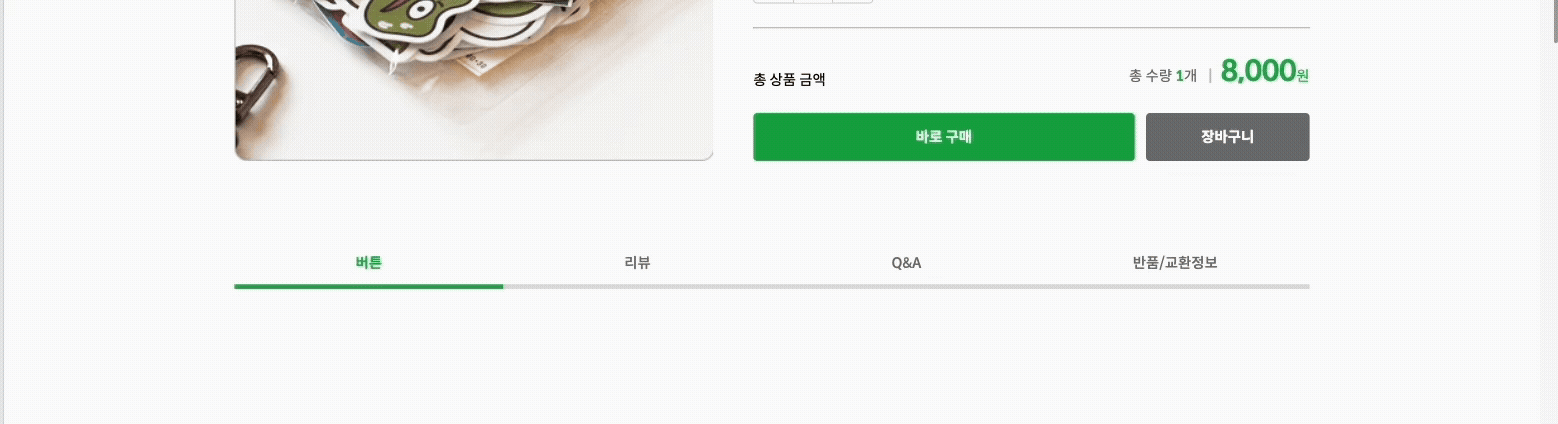 총 상품 금액
총 수량 1개 | 8,000원
바로 구매
장바구니
버튼
리뷰
Q&A
반품/교환정보